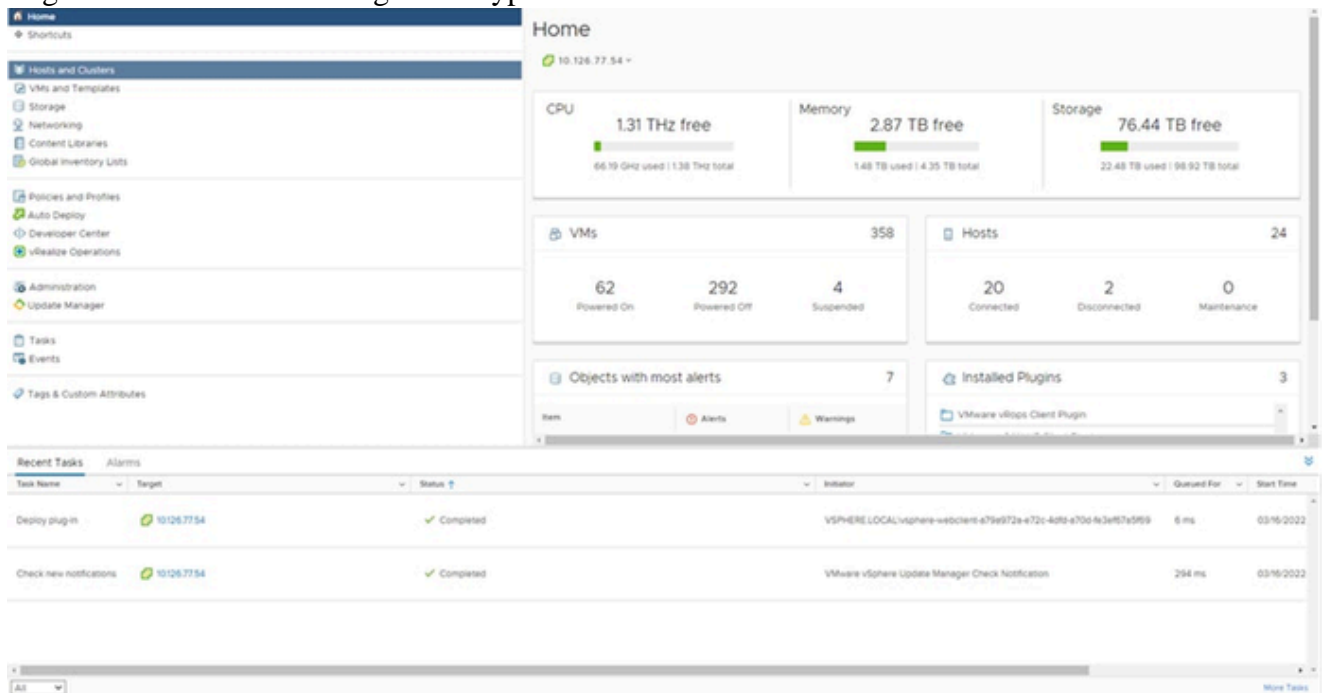 Home
Shortcuts
Hosts and Clusters
VMs and Templates
Storage
Networking
Content Libraries
Global Inventory Lists
Policies and Profiles
Auto Deploy
Developer Center
vRealize Operations
Administration
Update Manager
Tasks
Events
Tags & Custom Attributes
Home
10.126.77.54
CPU
1.31 THz free
66.19 GHz used | 1.38 THz total
Memory
2.87 TB free
1.48 TB used | 4.35 TB total
Storage
76.44 TB free
22.48 TB used | 98.92 TB total
VMs 358
62 292 4
Powered On Powered Off Suspended
Hosts 24
20 2 0
Connected Disconnected Maintenance
Objects with most alerts 7
Item Alerts Warnings
Installed Plugins 3
VMware vRops Client Plugin
Recent Tasks Alarms
Task Name Target Status Initiator Queued For Start Time
Deploy plug-in 10.126.77.54 Completed 6 ms 03/16/2022
Check new notifications 10.126.77.54 Completed VMware vSphere Update Manager Check Notification 294 ms 03/16/2022
All More Tasks